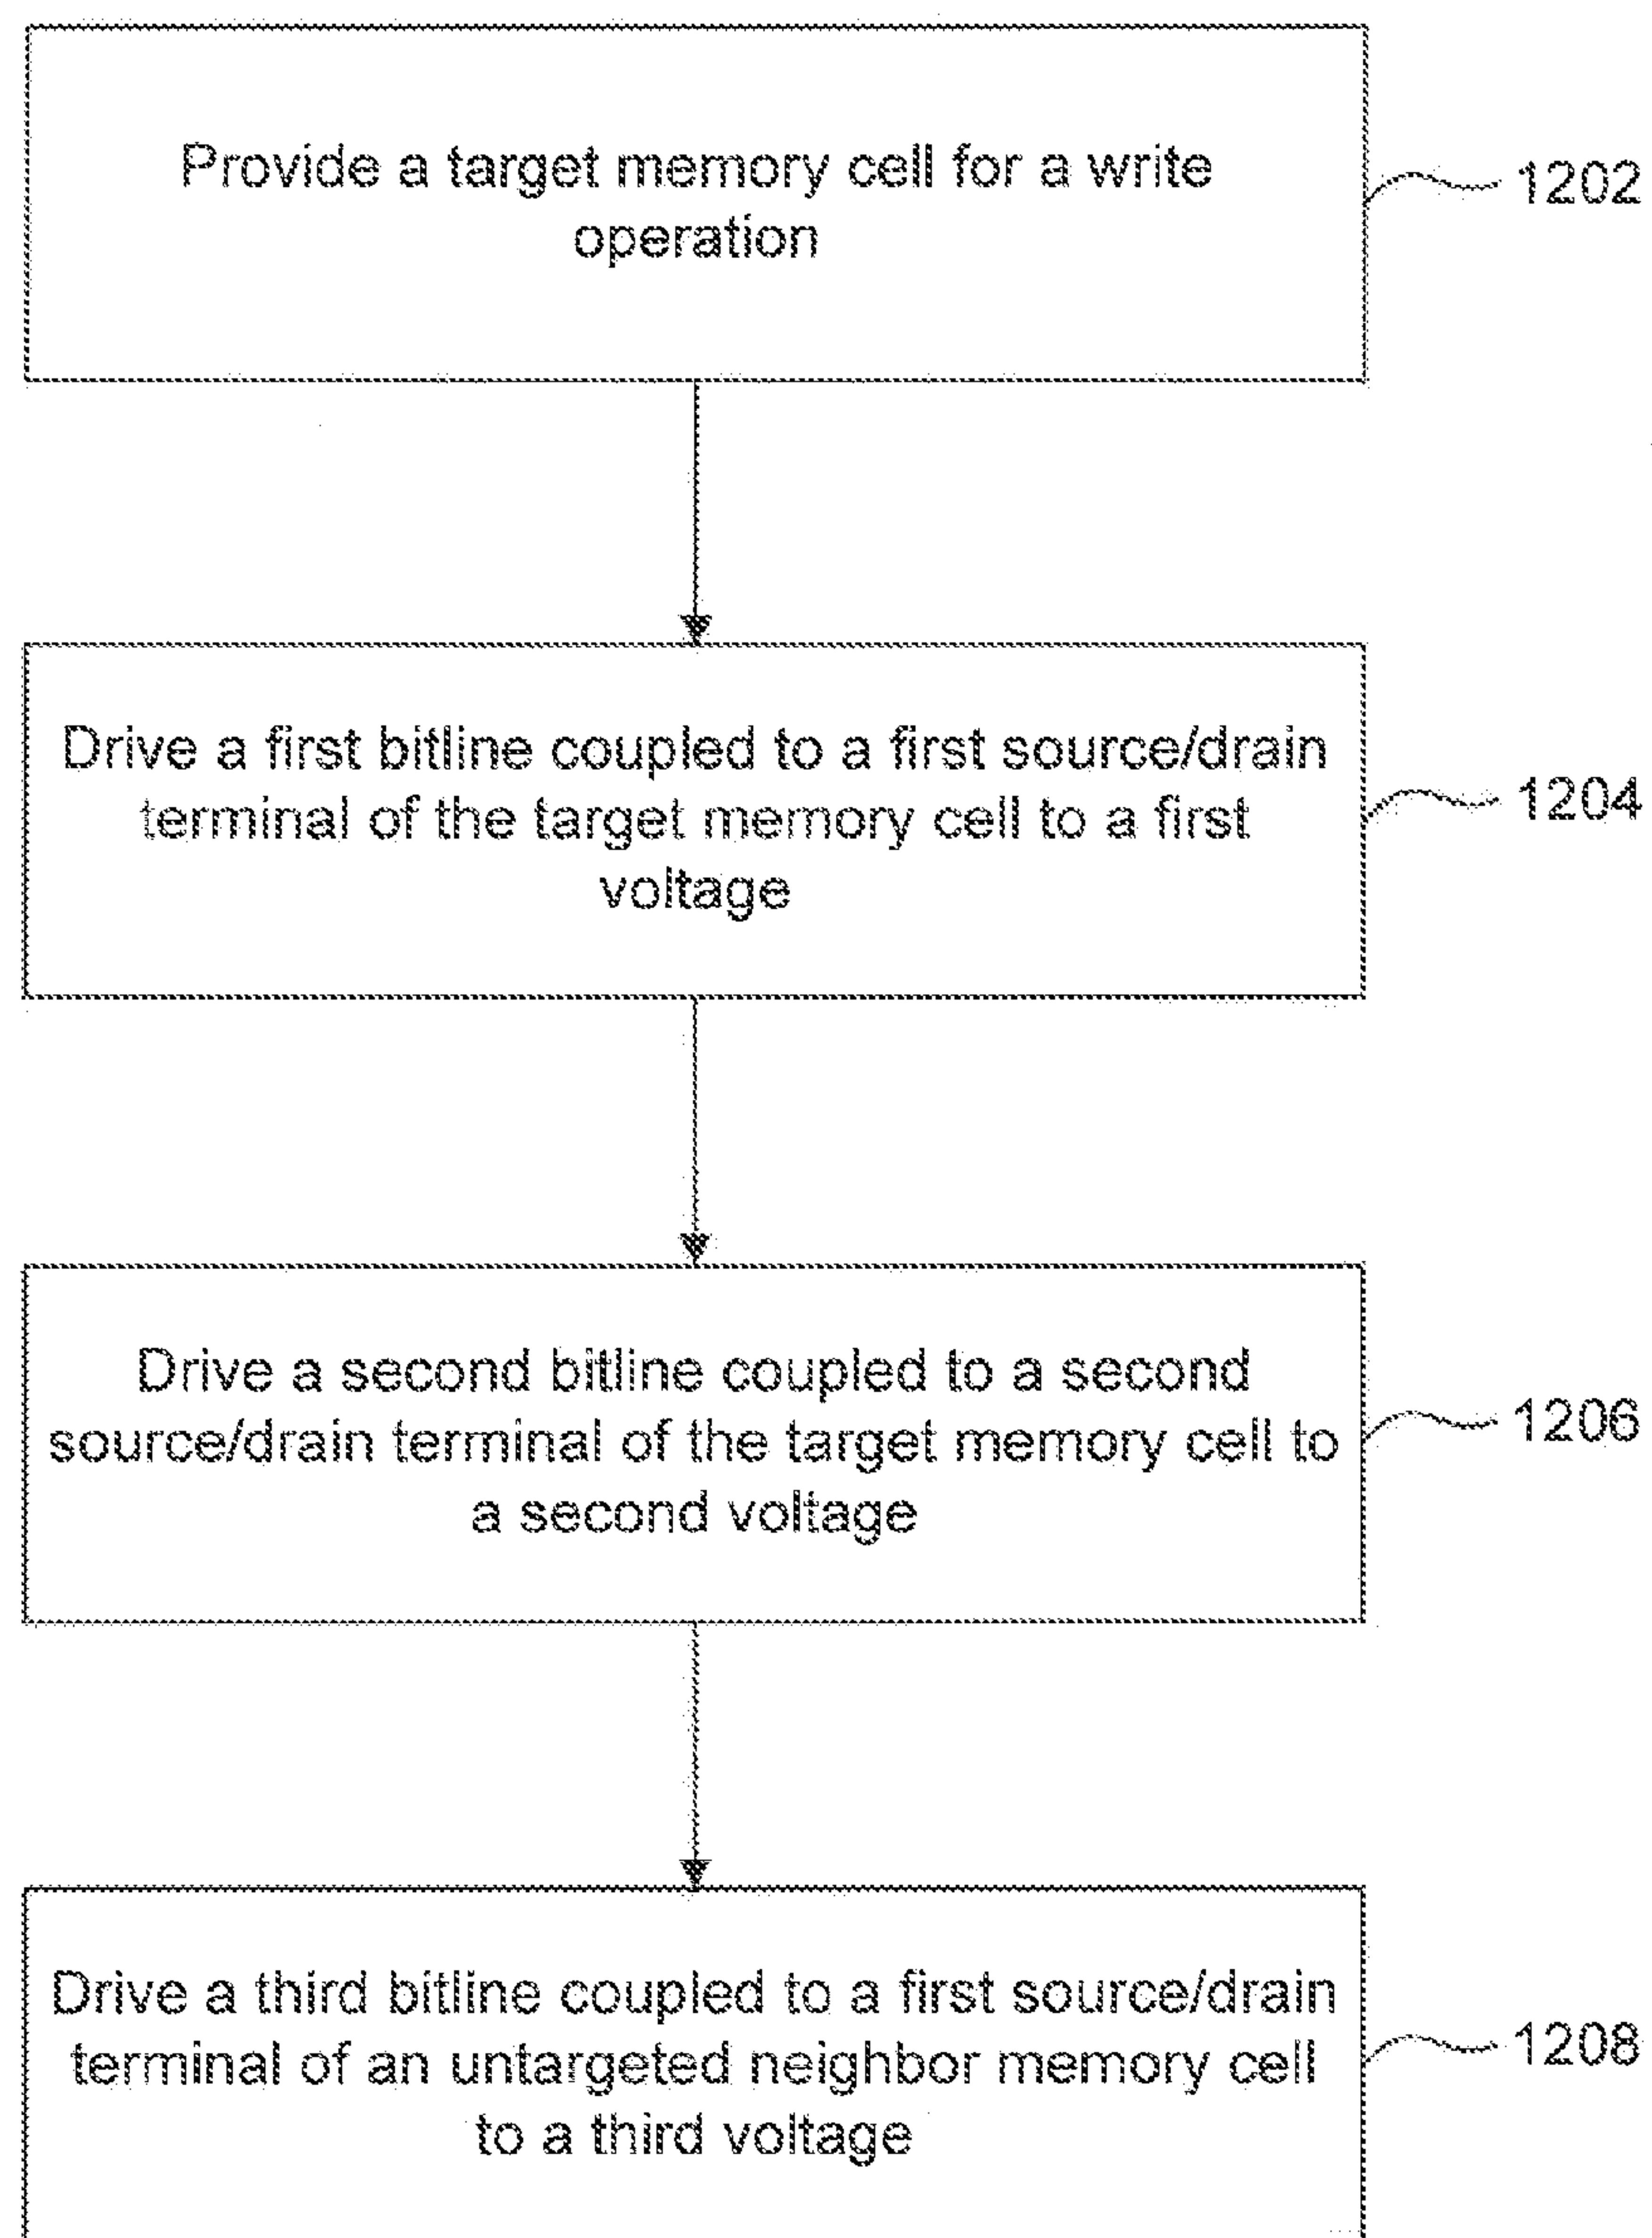 Provide a target memory cell for a write
operation
1202
Drive a first bitline coupled to a first source/drain
terminal of the target memory cell to a first
voltage
1204
Drive a second bitline coupled to a second
source/drain terminal of the target memory cell to
a second voltage
1206
Drive a third bitline coupled to a first source/drain
terminal of an untargeted neighbor memory cell
to a third voltage
1208